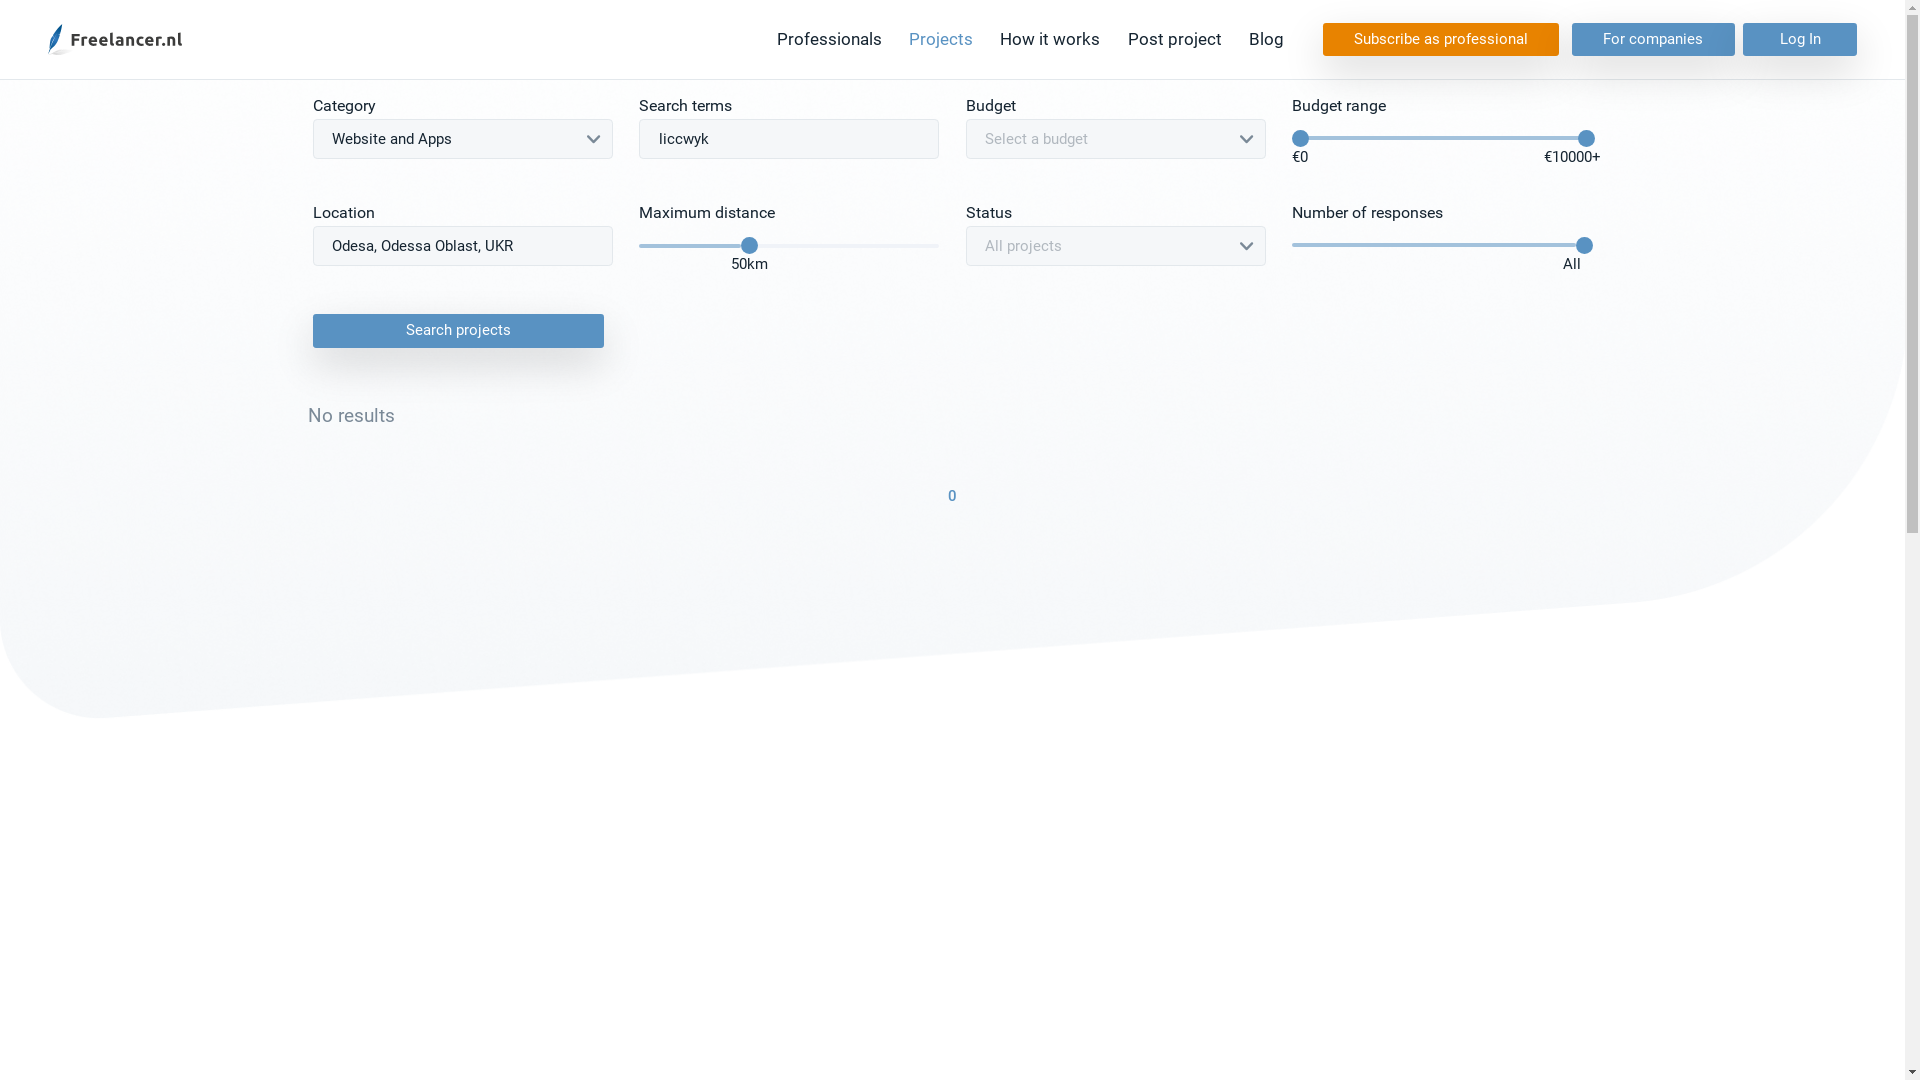 Freelancer.nl
Professionals
Projects
How it works
Post project
Blog
Subscribe as professional
For companies
Log In
Category
Search terms
Budget
Budget range
Website and Apps
liccwyk
Select a budget
€0
€10000+
Location
Maximum distance
Status
Number of responses
Odesa, Odessa Oblast, UKR
50km
All projects
All
Search projects
No results
0